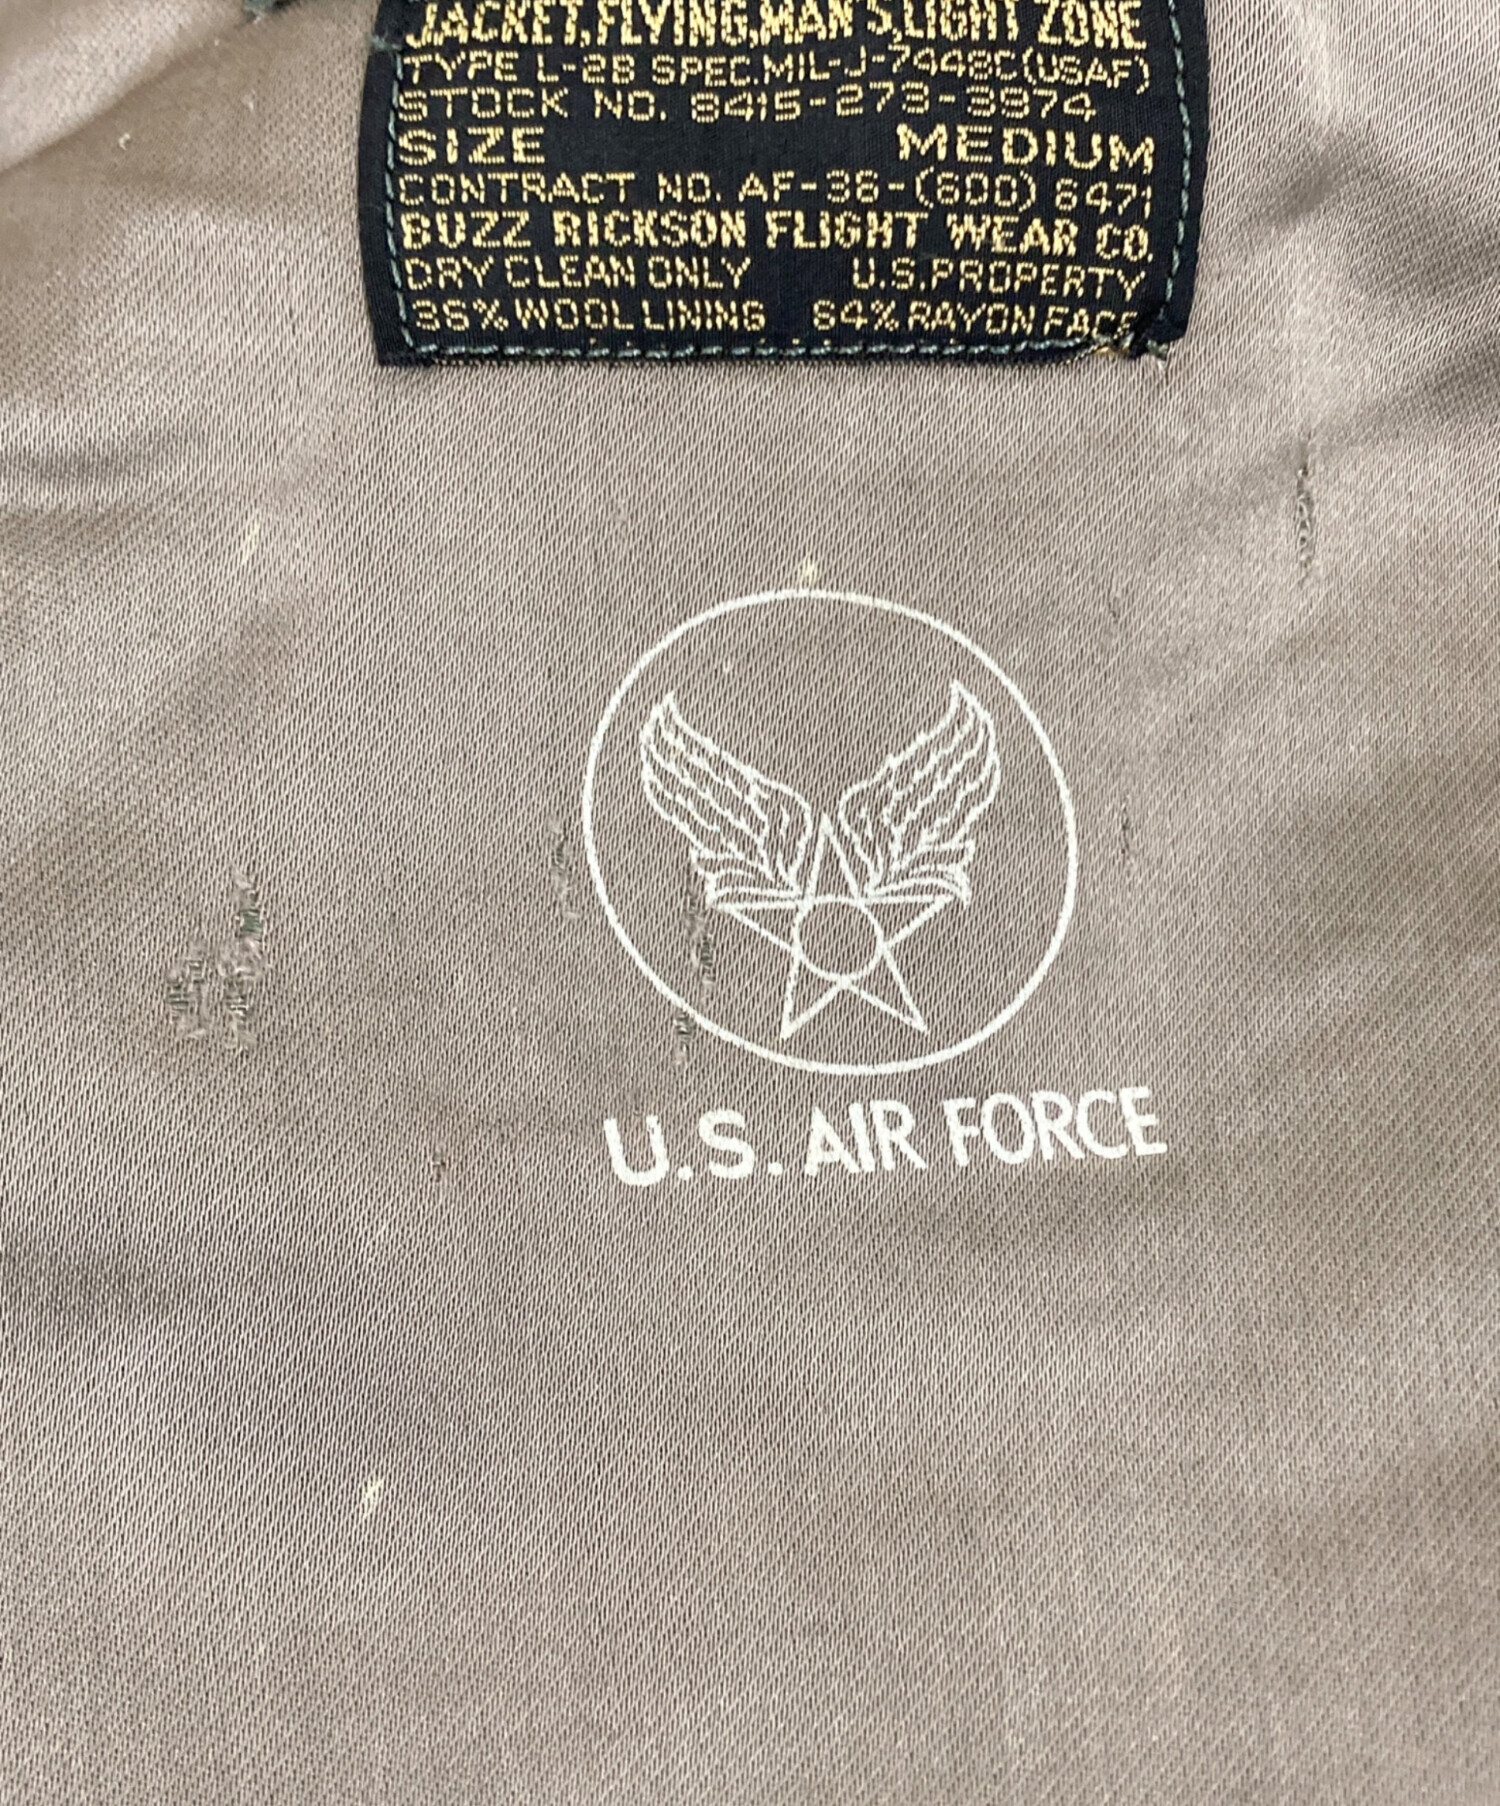 JACKET,FLYING,MAN'S,LIGHT ZONE
TYPE L-2B SPEC.MIL-J-7448C(USAF)
STOCK NO. 8415-273-3974
SIZE MEDIUM
CONTRACT NO. AF-36-(600) 6471
BUZZ RICKSON FLIGHT WEAR CO.
DRY CLEAN ONLY U.S.PROPERTY
36% WOOL LINING 64% RAYON FACE
U.S. AIR FORCE